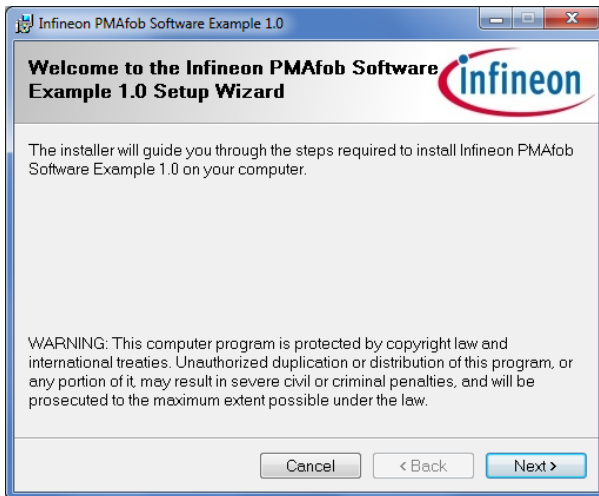 Infineon PMAfob Software Example 1.0
Welcome to the Infineon PMAfob Software
Example 1.0 Setup Wizard
infineon
The installer will guide you through the steps required to install Infineon PMAfob
Software Example 1.0 on your computer.
WARNING: This computer program is protected by copyright law and
international treaties. Unauthorized duplication or distribution of this program, or
any portion of it, may result in severe civil or criminal penalties, and will be
prosecuted to the maximum extent possible under the law.
Cancel
< Back
Next >